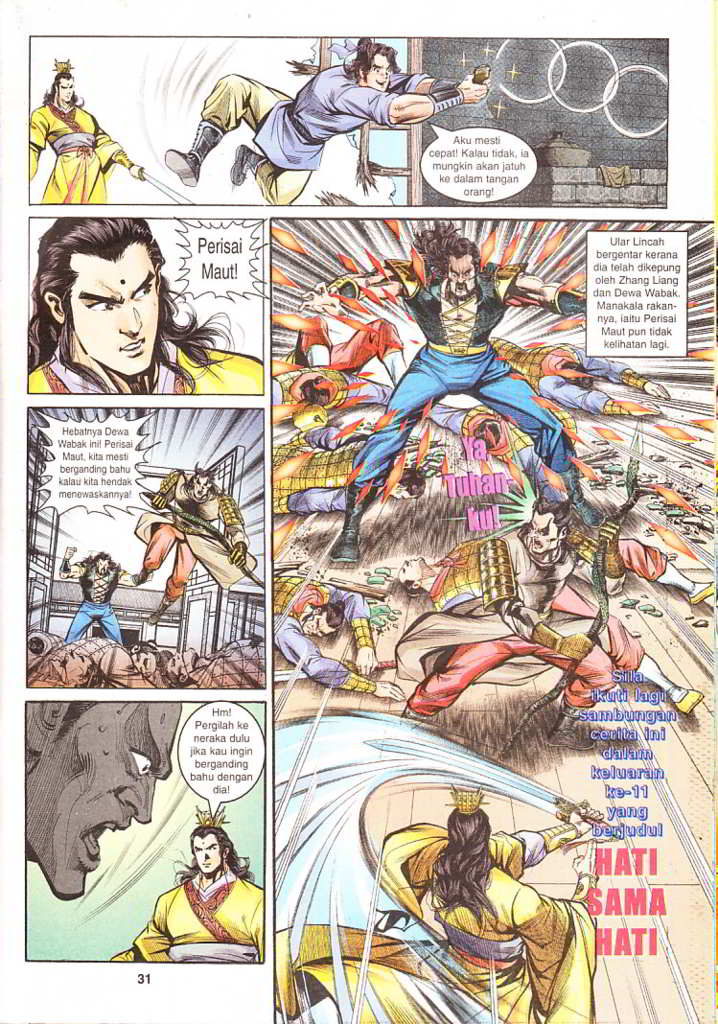 Aku mesti
cepat! Kalau tidak, ia
mungkin akan jatuh
ke dalam tangan
orang!
Perisai
Maut!
Ular Lincah
bergentar kerana
dia telah dikepung oleh
Zhang Liang
dan Dewa Wabak.
Manakala rakan-
nya, iaitu Perisai
Maut pun tidak
kelihatan lagi.
Hebatnya Dewa
Wabak ini! Perisai
Maut, kita mesti
berganding bahu
kalau kita hendak
menewaskannya!
Ya
Tuhan-
ku!
Hm!
Pergilah ke
neraka dulu
jika kau ingin
berganding
bahu dengan
dia!
Sila
ikuti lagi
sambungan
cerita ini
dalam
keluaran
ke-11
yang
berjudul
HATI
SAMA
HATI
31